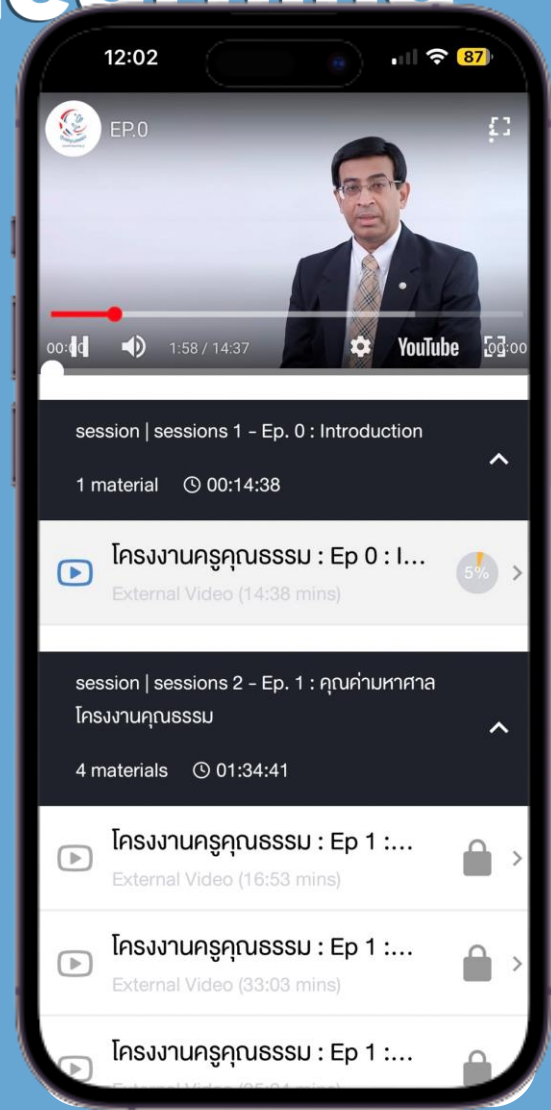 12:02
87
EP.0
1:58 / 14:37
YouTube
session | sessions 1 - Ep. 0 : Introduction
1 material 00:14:38
โครงงานครูคุณธรรม : Ep 0 : I...
5%
External Video (14:38 mins)
session | sessions 2 - Ep. 1 : คุณค่ามหาศาล
โครงงานคุณธรรม
4 materials 01:34:41
โครงงานครูคุณธรรม : Ep 1 :...
External Video (16:53 mins)
โครงงานครูคุณธรรม : Ep 1 :...
External Video (33:03 mins)
โครงงานครูคุณธรรม : Ep 1 :...